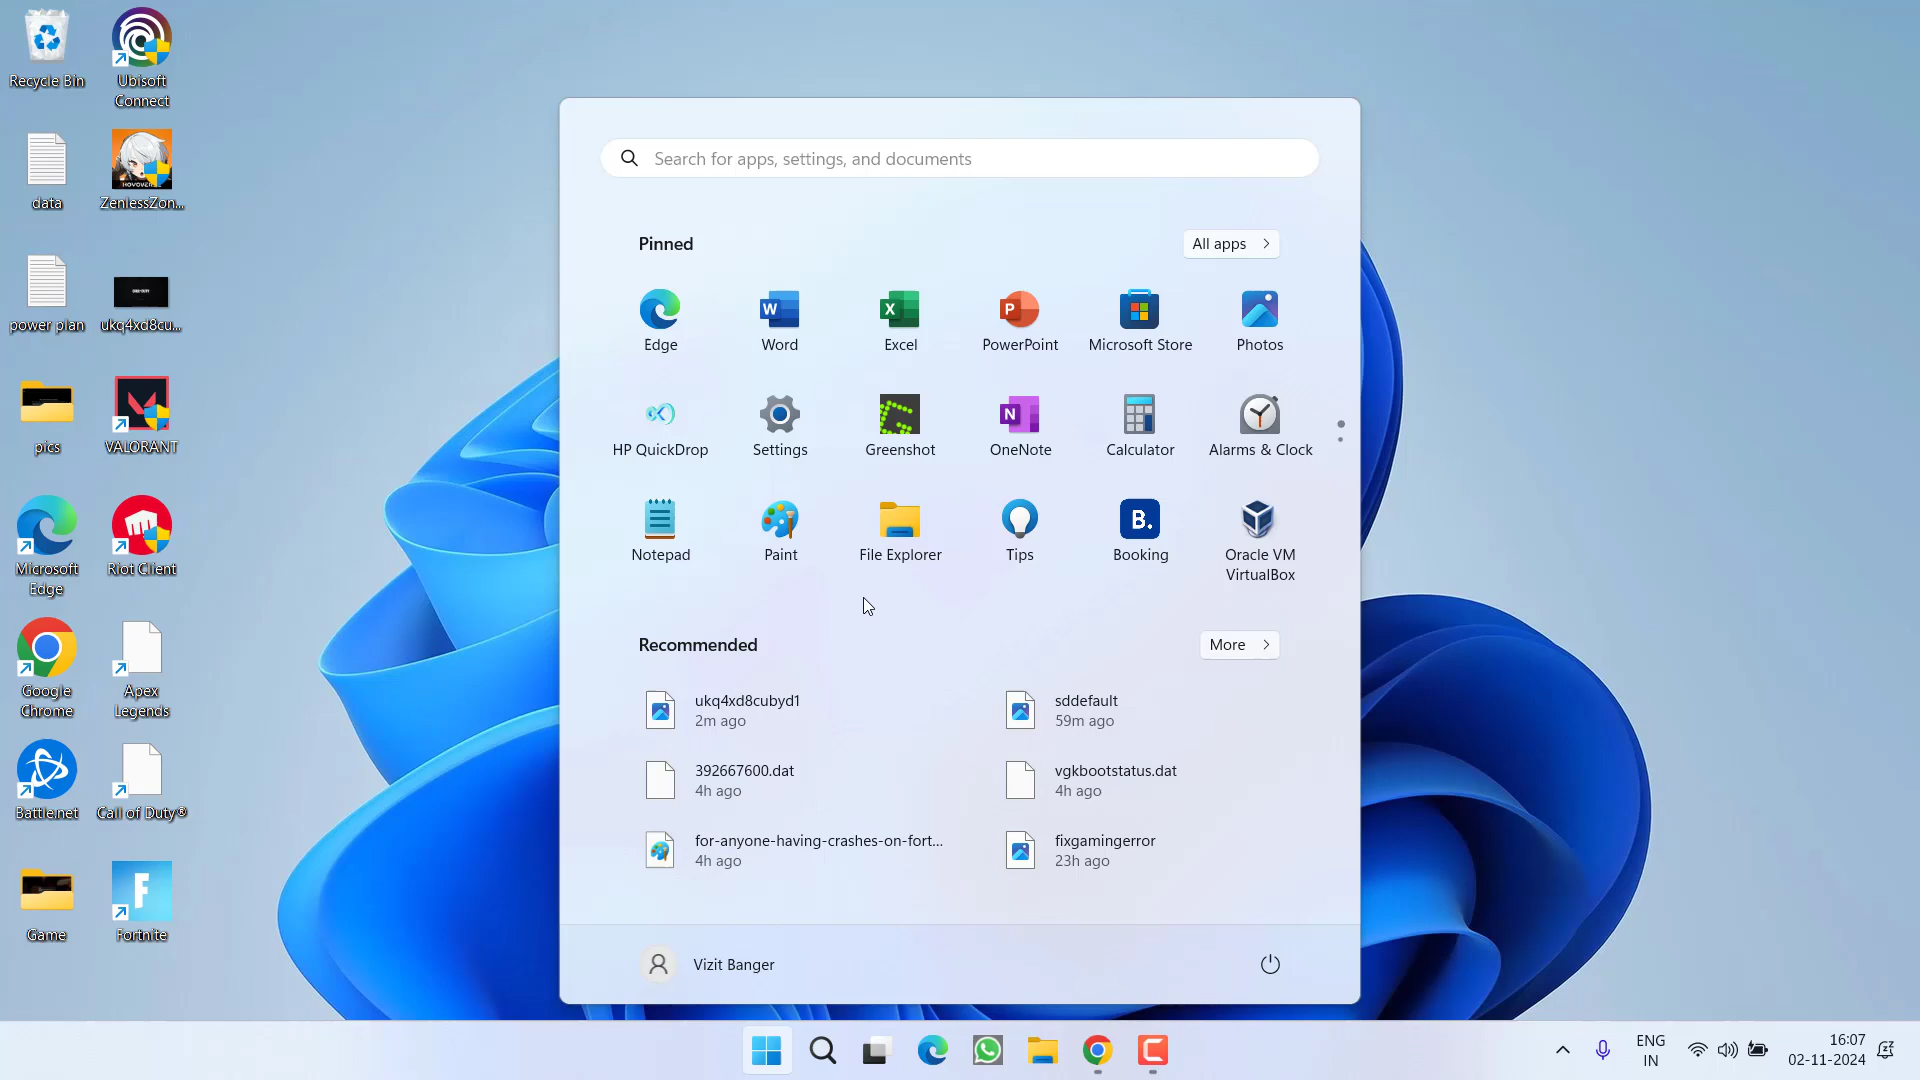 Recycle Bin
Ubisoft
Connect
data
ZenlessZon...
power plan
ukq4xd8cu...
pics
VALORANT
Microsoft
Edge
Riot Client
Google
Chrome
Apex
Legends
Battle.net
Call of Duty®
Game
Fortnite
Search for apps, settings, and documents
Pinned
All apps
Edge
Word
Excel
PowerPoint
Microsoft Store
Photos
HP QuickDrop
Settings
Greenshot
OneNote
Calculator
Alarms & Clock
Notepad
Paint
File Explorer
Tips
B.
Booking
Oracle VM
VirtualBox
Recommended
More
ukq4xd8cubyd1
2m ago
sddefault
59m ago
392667600.dat
4h ago
vgkbootstatus.dat
4h ago
for-anyone-having-crashes-on-fort...
4h ago
fixgamingerror
23h ago
Vizit Banger
ENG
IN
16:07
02-11-2024